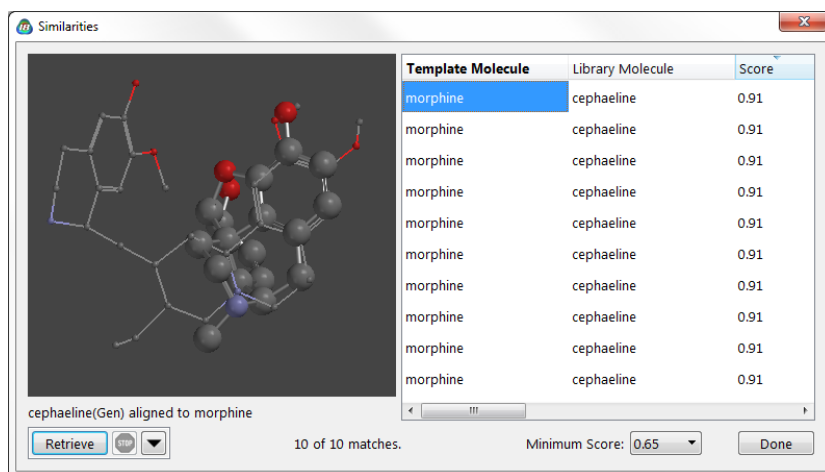 Similarities
Template Molecule Library Molecule Score
morphine cephaeline 0.91
morphine cephaeline 0.91
morphine cephaeline 0.91
morphine cephaeline 0.91
morphine cephaeline 0.91
morphine cephaeline 0.91
morphine cephaeline 0.91
morphine cephaeline 0.91
morphine cephaeline 0.91
morphine cephaeline 0.91
cephaeline(Gen) aligned to morphine
Retrieve STOP 10 of 10 matches. Minimum Score: 0.65 Done